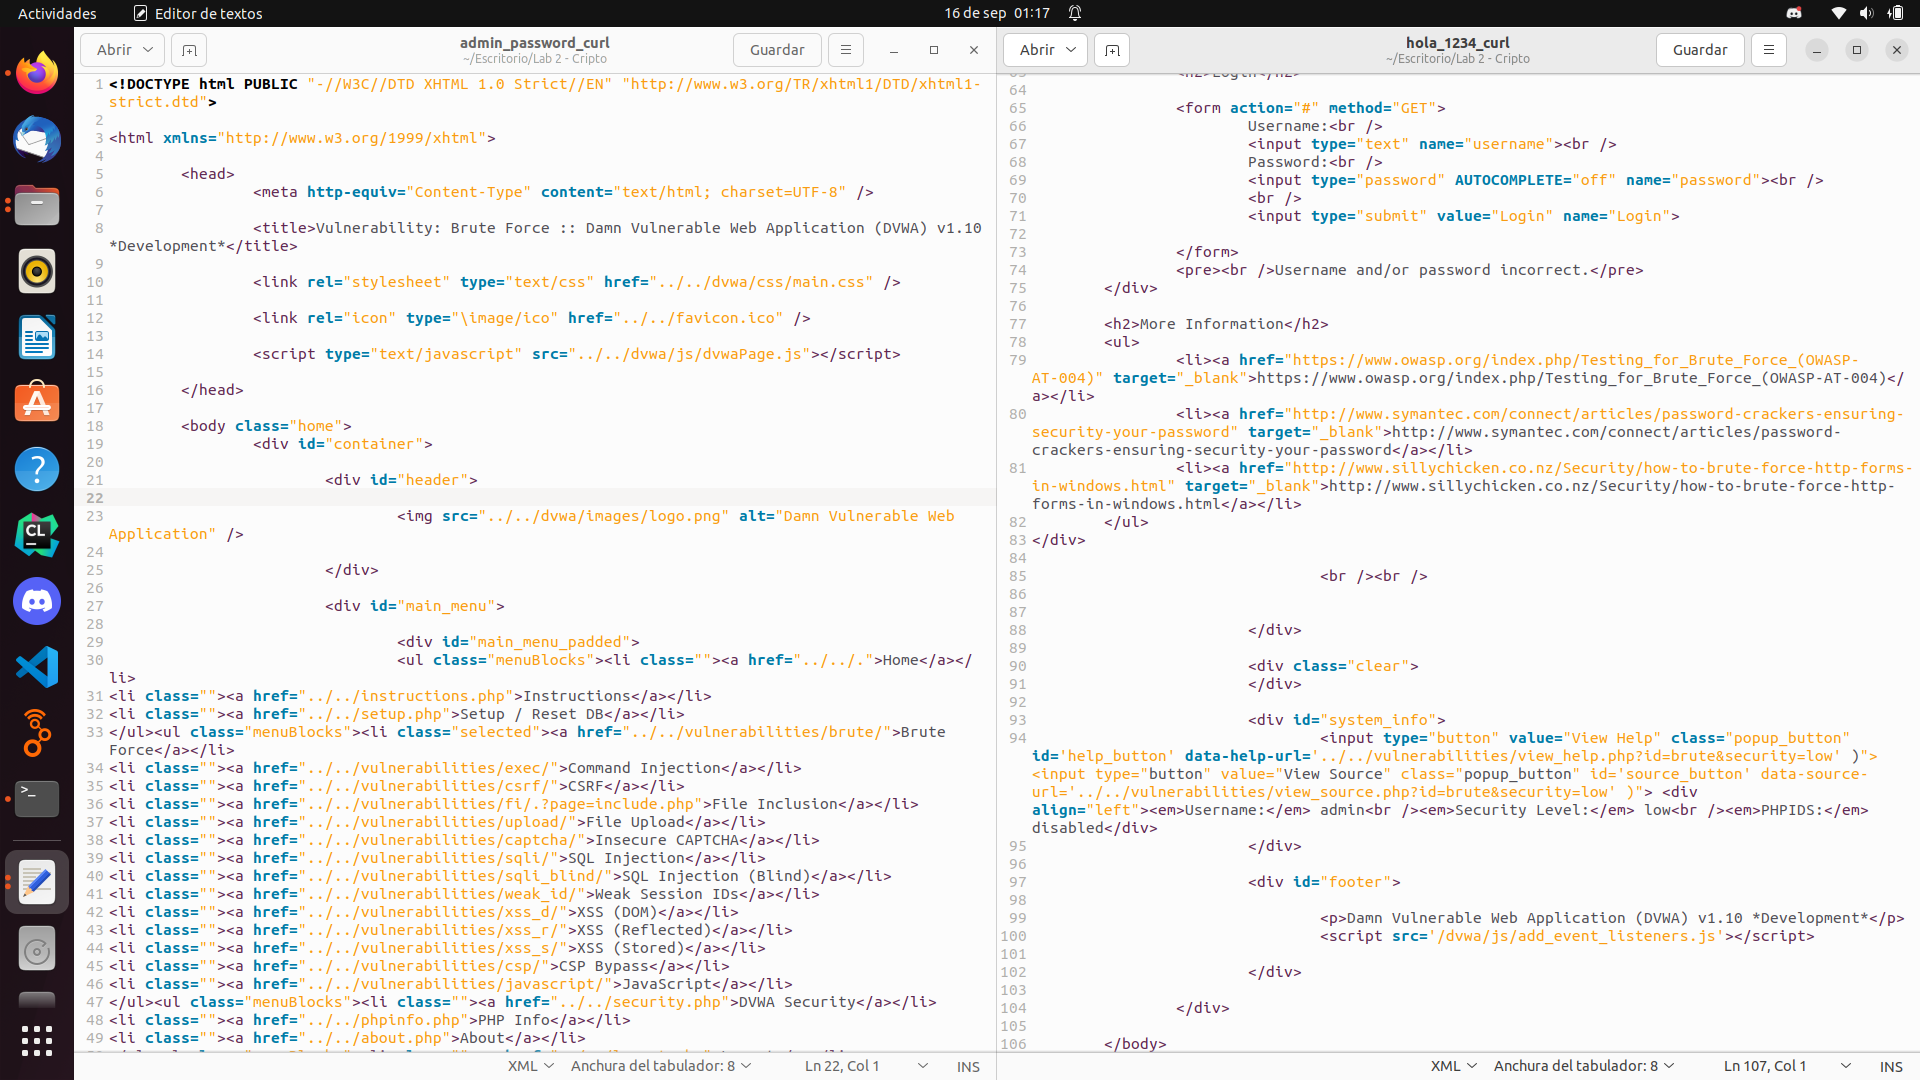 Actividades
Editor de textos
16 de sep 01:17
Abrir
admin_password_curl
~/Escritorio/Lab 2 - Cripto
Guardar
1 <!DOCTYPE html PUBLIC "-//W3C//DTD XHTML 1.0 Strict//EN" "http://www.w3.org/TR/xhtml1/DTD/xhtml1-
strict.dtd">
2
3 <html xmlns="http://www.w3.org/1999/xhtml">
4
5 <head>
6 <meta http-equiv="Content-Type" content="text/html; charset=UTF-8" />
7
8 <title>Vulnerability: Brute Force :: Damn Vulnerable Web Application (DVWA) v1.10
*Development*</title>
9
10 <link rel="stylesheet" type="text/css" href="../../dvwa/css/main.css" />
11
12 <link rel="icon" type="\image/ico" href="../../favicon.ico" />
13
14 <script type="text/javascript" src="../../dvwa/js/dvwaPage.js"></script>
15
16 </head>
17
18 <body class="home">
19 <div id="container">
20
21 <div id="header">
22
23 <img src="../../dvwa/images/logo.png" alt="Damn Vulnerable Web
Application" />
24
25 </div>
26
27 <div id="main_menu">
28
29 <div id="main_menu_padded">
30 <ul class="menuBlocks"><li class=""><a href="../../.">Home</a></
li>
31 <li class=""><a href="../../instructions.php">Instructions</a></li>
32 <li class=""><a href="../../setup.php">Setup / Reset DB</a></li>
33 </ul><ul class="menuBlocks"><li class="selected"><a href="../../vulnerabilities/brute/">Brute
Force</a></li>
34 <li class=""><a href="../../vulnerabilities/exec/">Command Injection</a></li>
35 <li class=""><a href="../../vulnerabilities/csrf/">CSRF</a></li>
36 <li class=""><a href="../../vulnerabilities/fi/.?page=include.php">File Inclusion</a></li>
37 <li class=""><a href="../../vulnerabilities/upload/">File Upload</a></li>
38 <li class=""><a href="../../vulnerabilities/captcha/">Insecure CAPTCHA</a></li>
39 <li class=""><a href="../../vulnerabilities/sqli/">SQL Injection</a></li>
40 <li class=""><a href="../../vulnerabilities/sqli_blind/">SQL Injection (Blind)</a></li>
41 <li class=""><a href="../../vulnerabilities/weak_id/">Weak Session IDs</a></li>
42 <li class=""><a href="../../vulnerabilities/xss_d/">XSS (DOM)</a></li>
43 <li class=""><a href="../../vulnerabilities/xss_r/">XSS (Reflected)</a></li>
44 <li class=""><a href="../../vulnerabilities/xss_s/">XSS (Stored)</a></li>
45 <li class=""><a href="../../vulnerabilities/csp/">CSP Bypass</a></li>
46 <li class=""><a href="../../vulnerabilities/javascript/">JavaScript</a></li>
47 </ul><ul class="menuBlocks"><li class=""><a href="../../security.php">DVWA Security</a></li>
48 <li class=""><a href="../../phpinfo.php">PHP Info</a></li>
49 <li class=""><a href="../../about.php">About</a></li>
XML
Anchura del tabulador: 8
Ln 22, Col 1
INS
Abrir
hola_1234_curl
~/Escritorio/Lab 2 - Cripto
Guardar
63 <h2>Login</h2>
64
65 <form action="#" method="GET">
66 Username:<br />
67 <input type="text" name="username"><br />
68 Password:<br />
69 <input type="password" AUTOCOMPLETE="off" name="password"><br />
70 <br />
71 <input type="submit" value="Login" name="Login">
72
73 </form>
74 <pre><br />Username and/or password incorrect.</pre>
75 </div>
76
77 <h2>More Information</h2>
78 <ul>
79 <li><a href="https://www.owasp.org/index.php/Testing_for_Brute_Force_(OWASP-
AT-004)" target="_blank">https://www.owasp.org/index.php/Testing_for_Brute_Force_(OWASP-AT-004)</
a></li>
80 <li><a href="http://www.symantec.com/connect/articles/password-crackers-ensuring-
security-your-password" target="_blank">http://www.symantec.com/connect/articles/password-
crackers-ensuring-security-your-password</a></li>
81 <li><a href="http://www.sillychicken.co.nz/Security/how-to-brute-force-http-forms-
in-windows.html" target="_blank">http://www.sillychicken.co.nz/Security/how-to-brute-force-http-
forms-in-windows.html</a></li>
82 </ul>
83 </div>
84
85 <br /><br />
86
87
88 </div>
89
90 <div class="clear">
91 </div>
92
93 <div id="system_info">
94 <input type="button" value="View Help" class="popup_button"
id='help_button' data-help-url='../../vulnerabilities/view_help.php?id=brute&security=low' )">
<input type="button" value="View Source" class="popup_button" id='source_button' data-source-
url='../../vulnerabilities/view_source.php?id=brute&security=low' )"> <div
align="left"><em>Username:</em> admin<br /><em>Security Level:</em> low<br /><em>PHPIDS:</em>
disabled</div>
95 </div>
96
97 <div id="footer">
98
99 <p>Damn Vulnerable Web Application (DVWA) v1.10 *Development*</p>
100 <script src='/dvwa/js/add_event_listeners.js'></script>
101
102 </div>
103
104 </div>
105
106 </body>
XML
Anchura del tabulador: 8
Ln 107, Col 1
INS